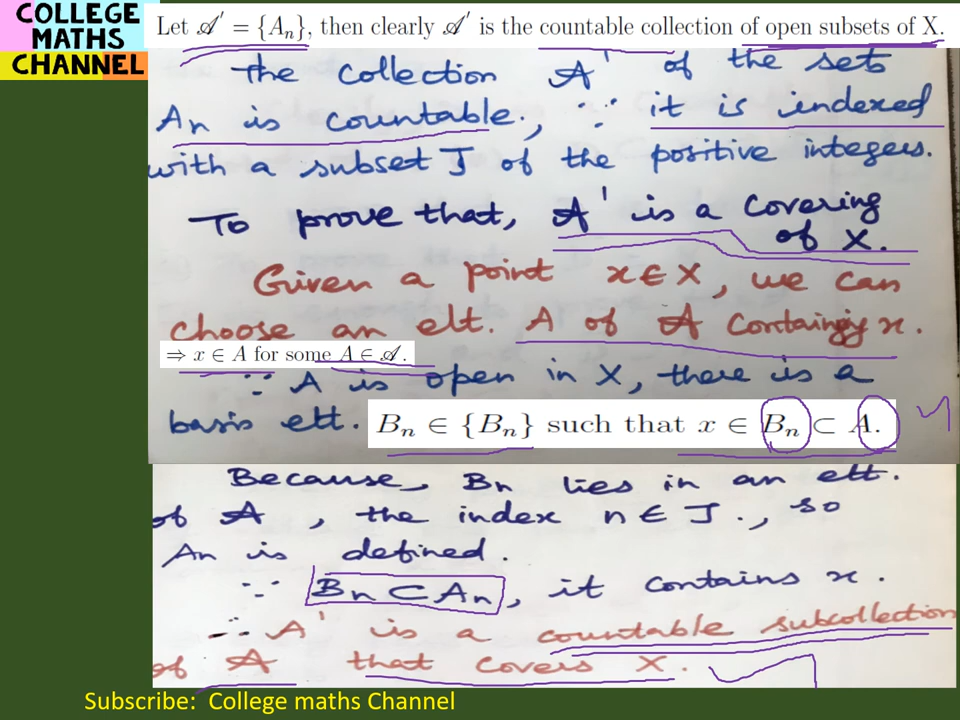 COLLEGE
MATHS
CHANNEL
Let 𝒜′ = {Aₙ}, then clearly 𝒜′ is the countable collection of open subsets of X.
The collection 𝒜′ of the sets
Aₙ is countable., ∵ it is indexed
with a subset J of the positive integers.
To prove that, 𝒜′ is a covering
of X.
Given a point x ∈ X, we can
choose an elt. A of 𝒜 containing x.
⇒ x ∈ A for some A ∈ 𝒜.
∵ A is open in X, there is a
basis elt. Bₙ ∈ {Bₙ} such that x ∈ Bₙ ⊂ A.
Because, Bₙ lies in an elt.
of 𝒜, the index n ∈ J., so
Aₙ is defined.
∵ Bₙ ⊂ Aₙ, it contains x.
∴ A′ is a countable subcollection
of 𝒜 that covers X.
Subscribe: College maths Channel